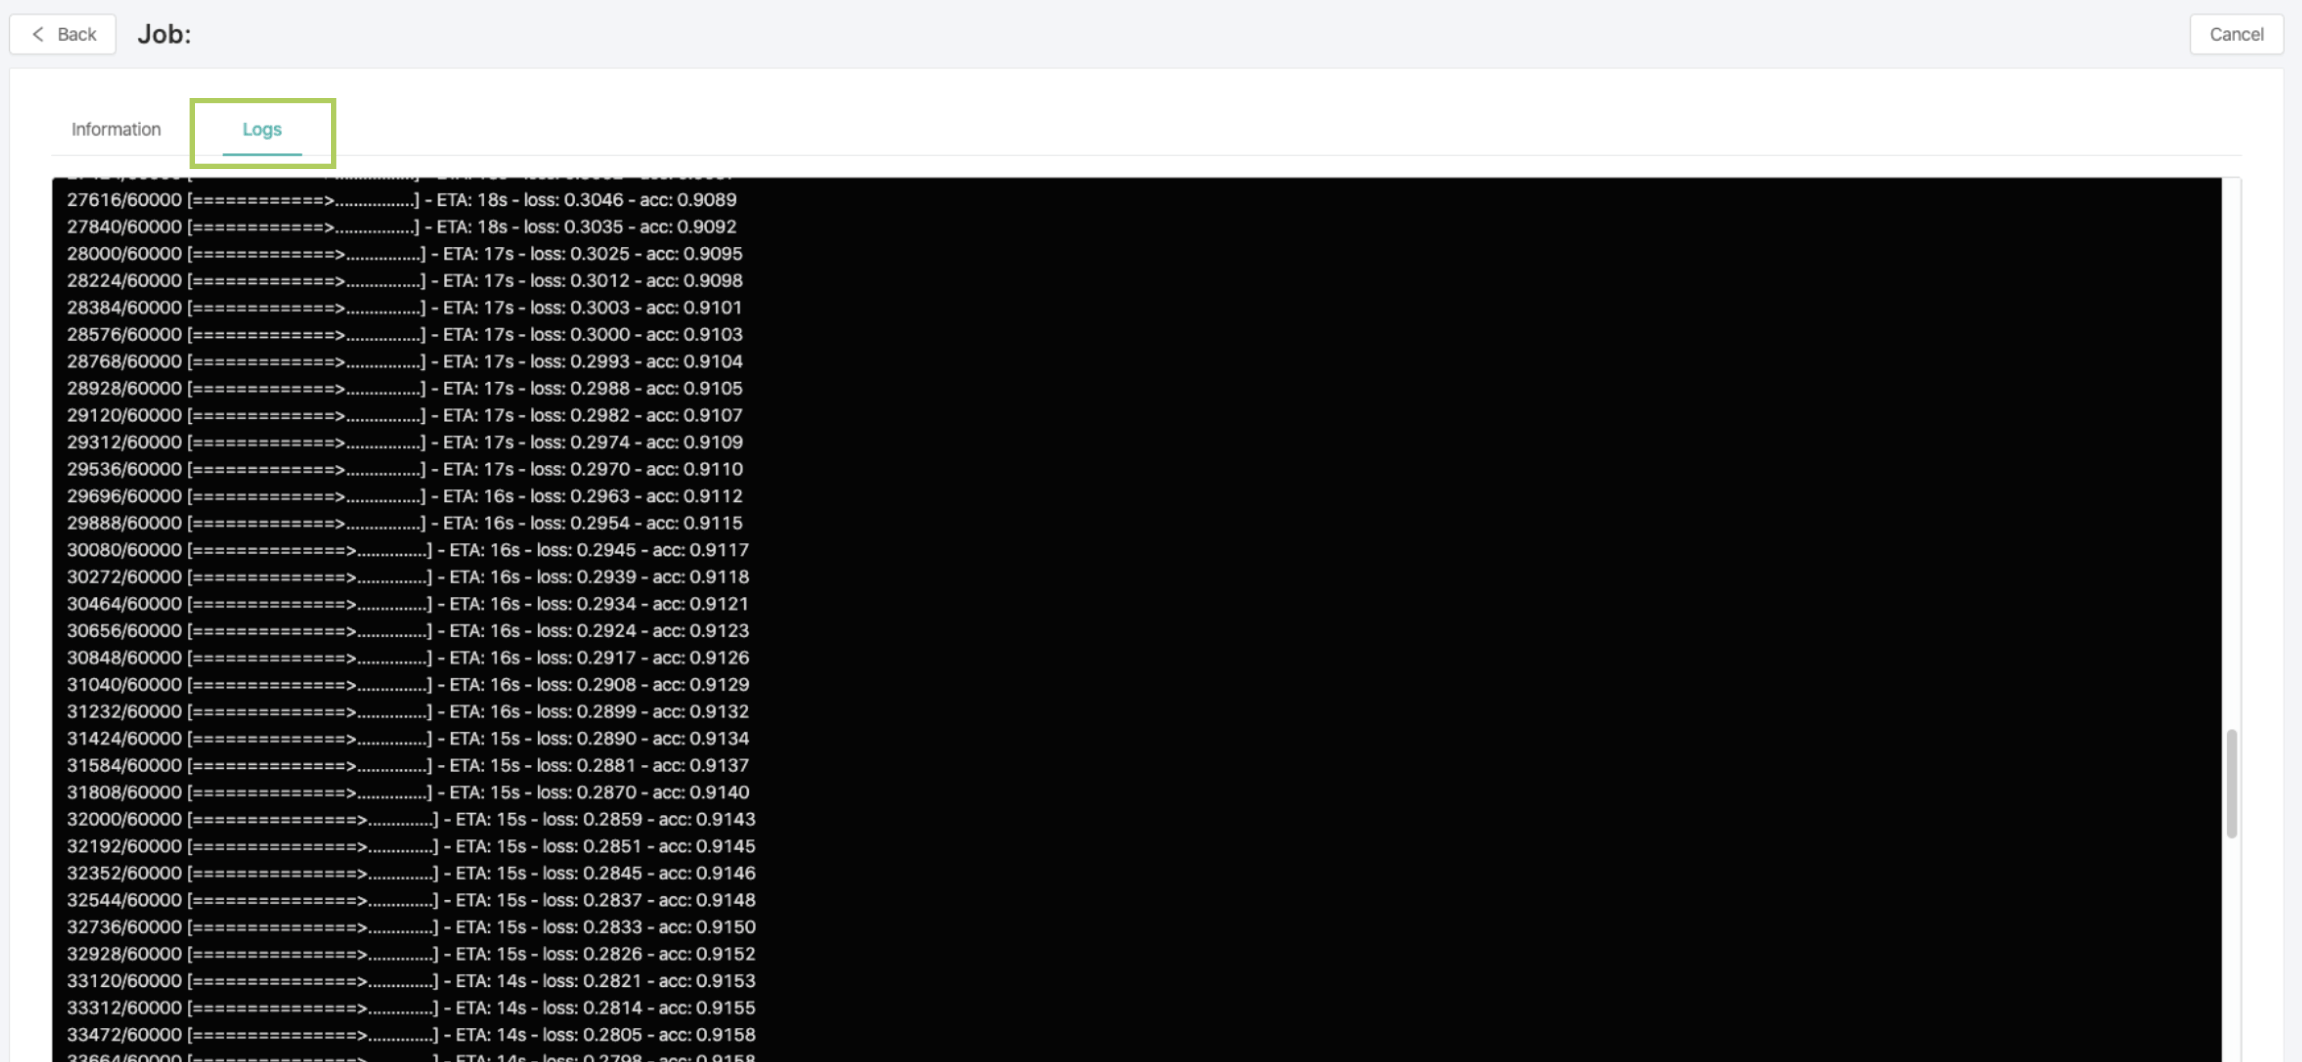 Back
Job:
Cancel
Information
Logs
27616/60000 [============>................] - ETA: 18s - loss: 0.3046 - acc: 0.9089
27840/60000 [============>................] - ETA: 18s - loss: 0.3035 - acc: 0.9092
28000/60000 [=============>...............] - ETA: 17s - loss: 0.3025 - acc: 0.9095
28224/60000 [=============>...............] - ETA: 17s - loss: 0.3012 - acc: 0.9098
28384/60000 [=============>...............] - ETA: 17s - loss: 0.3003 - acc: 0.9101
28576/60000 [=============>...............] - ETA: 17s - loss: 0.3000 - acc: 0.9103
28768/60000 [=============>...............] - ETA: 17s - loss: 0.2993 - acc: 0.9104
28928/60000 [=============>...............] - ETA: 17s - loss: 0.2988 - acc: 0.9105
29120/60000 [=============>...............] - ETA: 17s - loss: 0.2982 - acc: 0.9107
29312/60000 [=============>...............] - ETA: 17s - loss: 0.2974 - acc: 0.9109
29536/60000 [=============>...............] - ETA: 17s - loss: 0.2970 - acc: 0.9110
29696/60000 [=============>...............] - ETA: 16s - loss: 0.2963 - acc: 0.9112
29888/60000 [=============>...............] - ETA: 16s - loss: 0.2954 - acc: 0.9115
30080/60000 [==============>..............] - ETA: 16s - loss: 0.2945 - acc: 0.9117
30272/60000 [==============>..............] - ETA: 16s - loss: 0.2939 - acc: 0.9118
30464/60000 [==============>..............] - ETA: 16s - loss: 0.2934 - acc: 0.9121
30656/60000 [==============>..............] - ETA: 16s - loss: 0.2924 - acc: 0.9123
30848/60000 [==============>..............] - ETA: 16s - loss: 0.2917 - acc: 0.9126
31040/60000 [==============>..............] - ETA: 16s - loss: 0.2908 - acc: 0.9129
31232/60000 [==============>..............] - ETA: 16s - loss: 0.2899 - acc: 0.9132
31424/60000 [==============>..............] - ETA: 15s - loss: 0.2890 - acc: 0.9134
31584/60000 [==============>..............] - ETA: 15s - loss: 0.2881 - acc: 0.9137
31808/60000 [==============>..............] - ETA: 15s - loss: 0.2870 - acc: 0.9140
32000/60000 [===============>.............] - ETA: 15s - loss: 0.2859 - acc: 0.9143
32192/60000 [===============>.............] - ETA: 15s - loss: 0.2851 - acc: 0.9145
32352/60000 [===============>.............] - ETA: 15s - loss: 0.2845 - acc: 0.9146
32544/60000 [===============>.............] - ETA: 15s - loss: 0.2837 - acc: 0.9148
32736/60000 [===============>.............] - ETA: 15s - loss: 0.2833 - acc: 0.9150
32928/60000 [===============>.............] - ETA: 15s - loss: 0.2826 - acc: 0.9152
33120/60000 [===============>.............] - ETA: 14s - loss: 0.2821 - acc: 0.9153
33312/60000 [===============>.............] - ETA: 14s - loss: 0.2814 - acc: 0.9155
33472/60000 [===============>.............] - ETA: 14s - loss: 0.2805 - acc: 0.9158
33664/60000 [===============>.............] - ETA: 14s - loss: 0.2798 - acc: 0.9158